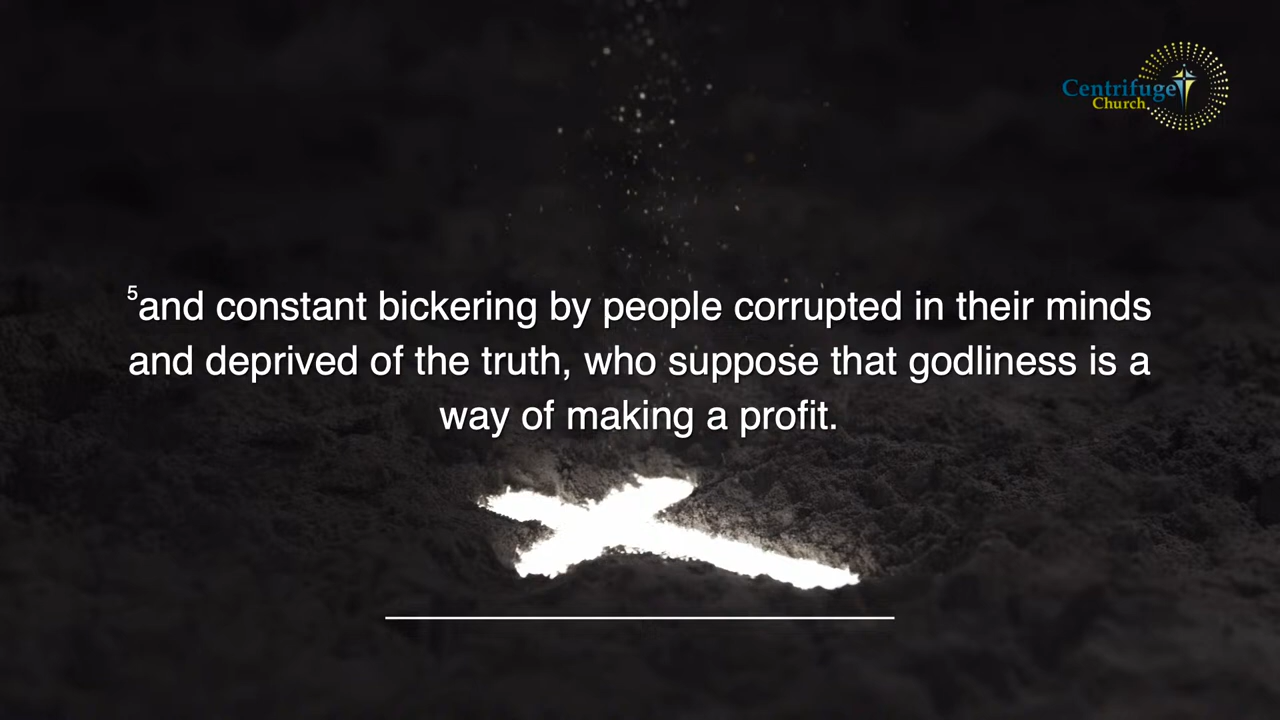 Centrifuge
Church
5and constant bickering by people corrupted in their minds
and deprived of the truth, who suppose that godliness is a
way of making a profit.